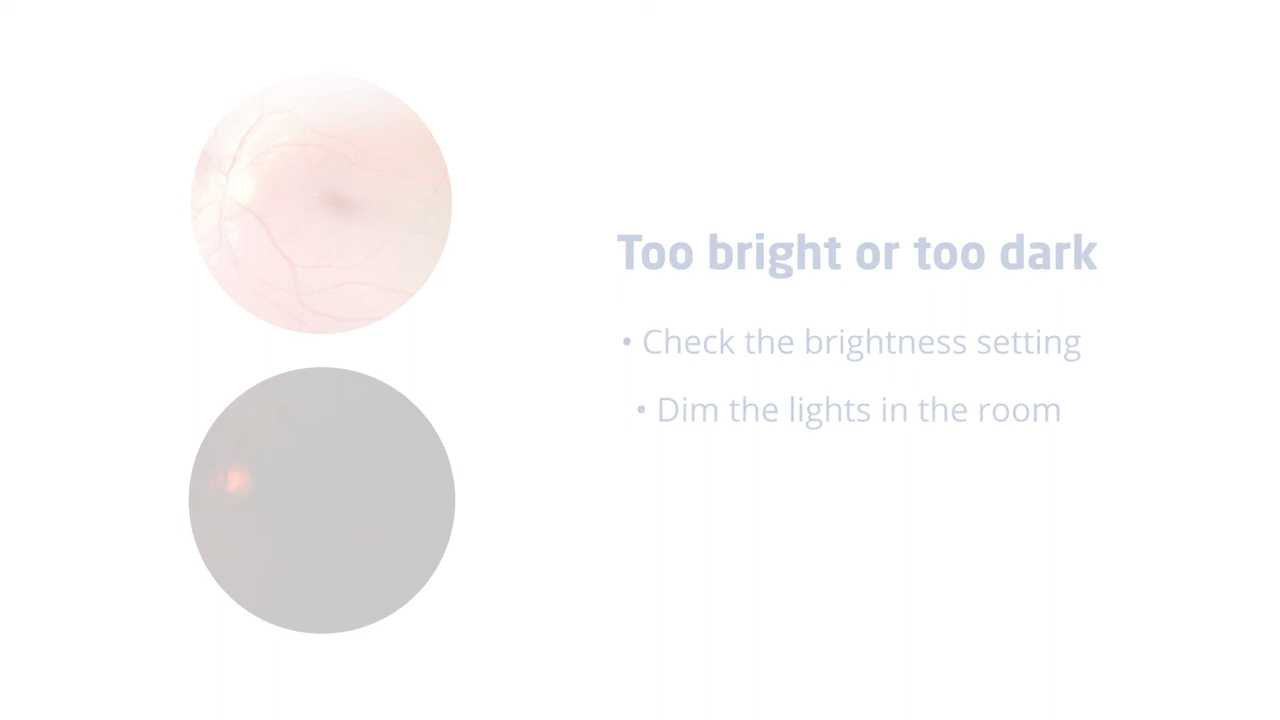 Too bright or too dark
• Check the brightness setting
• Dim the lights in the room